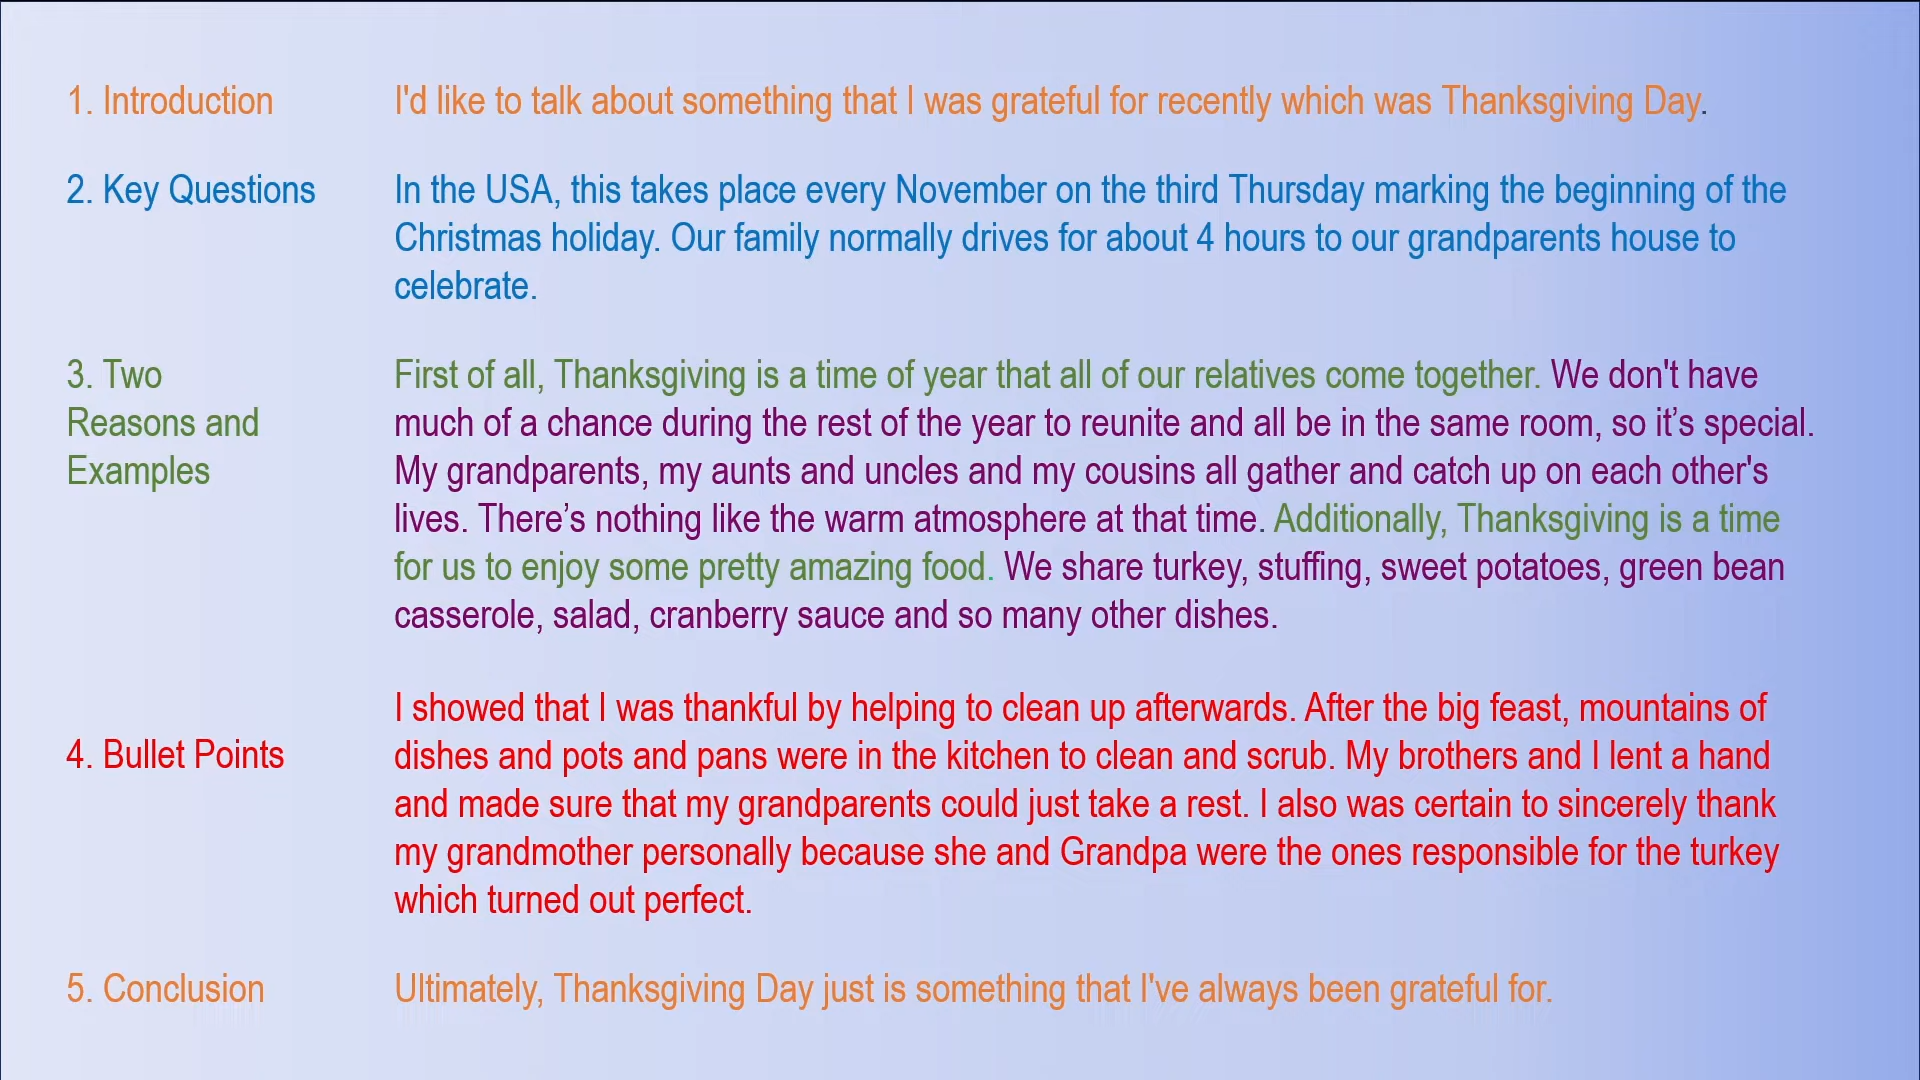 1. Introduction
I'd like to talk about something that I was grateful for recently which was Thanksgiving Day.
2. Key Questions
In the USA, this takes place every November on the third Thursday marking the beginning of the
Christmas holiday. Our family normally drives for about 4 hours to our grandparents house to
celebrate.
3. Two
Reasons and
Examples
First of all, Thanksgiving is a time of year that all of our relatives come together. We don't have
much of a chance during the rest of the year to reunite and all be in the same room, so it’s special.
My grandparents, my aunts and uncles and my cousins all gather and catch up on each other's
lives. There’s nothing like the warm atmosphere at that time. Additionally, Thanksgiving is a time
for us to enjoy some pretty amazing food. We share turkey, stuffing, sweet potatoes, green bean
casserole, salad, cranberry sauce and so many other dishes.
4. Bullet Points
I showed that I was thankful by helping to clean up afterwards. After the big feast, mountains of
dishes and pots and pans were in the kitchen to clean and scrub. My brothers and I lent a hand
and made sure that my grandparents could just take a rest. I also was certain to sincerely thank
my grandmother personally because she and Grandpa were the ones responsible for the turkey
which turned out perfect.
5. Conclusion
Ultimately, Thanksgiving Day just is something that I've always been grateful for.